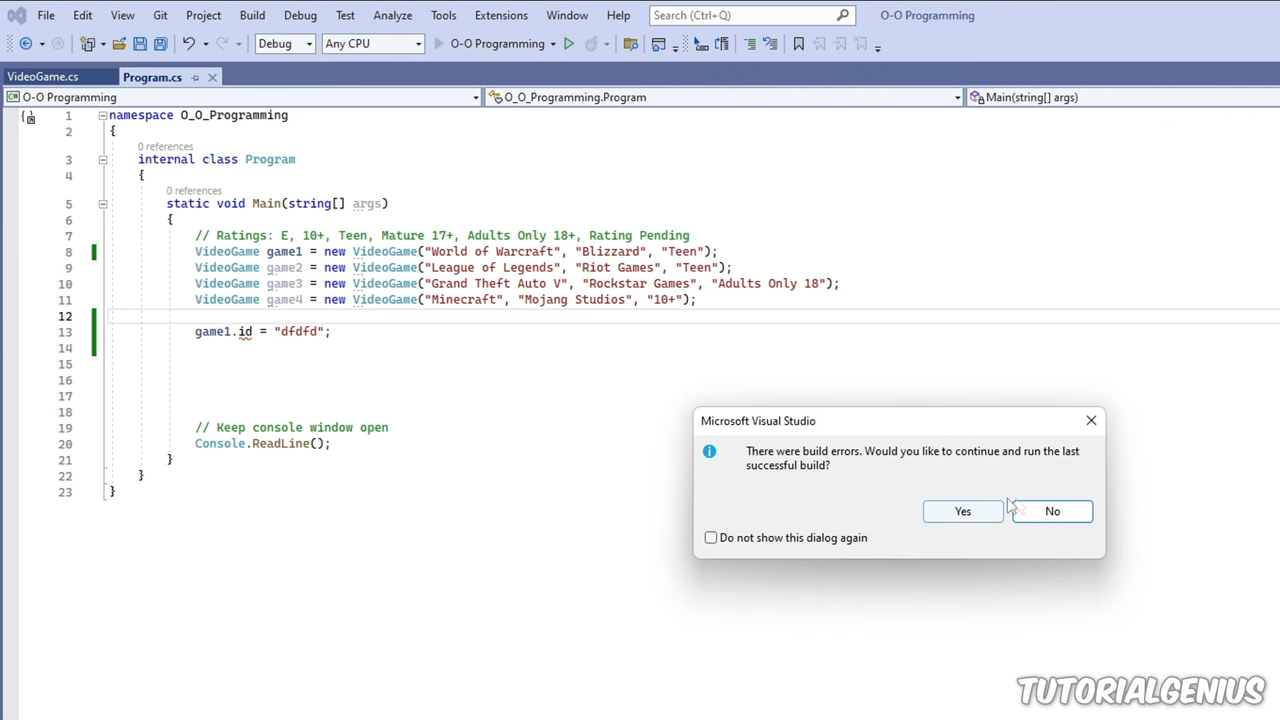 File Edit View Git Project Build Debug Test Analyze Tools Extensions Window Help Search (Ctrl+Q) O-O Programming
Debug Any CPU O-O Programming
VideoGame.cs Program.cs
O-O Programming O_O_Programming.Program Main(string[] args)
1 namespace O_O_Programming
2 {
0 references
3 internal class Program
4 {
0 references
5 static void Main(string[] args)
6 {
7 // Ratings: E, 10+, Teen, Mature 17+, Adults Only 18+, Rating Pending
8 VideoGame game1 = new VideoGame("World of Warcraft", "Blizzard", "Teen");
9 VideoGame game2 = new VideoGame("League of Legends", "Riot Games", "Teen");
10 VideoGame game3 = new VideoGame("Grand Theft Auto V", "Rockstar Games", "Adults Only 18");
11 VideoGame game4 = new VideoGame("Minecraft", "Mojang Studios", "10+");
12
13 game1.id = "dfdfd";
14
15
16
17
18
19 // Keep console window open
20 Console.ReadLine();
21 }
22 }
23 }
Microsoft Visual Studio
There were build errors. Would you like to continue and run the last
successful build?
Yes No
Do not show this dialog again
TUTORIALGENIUS